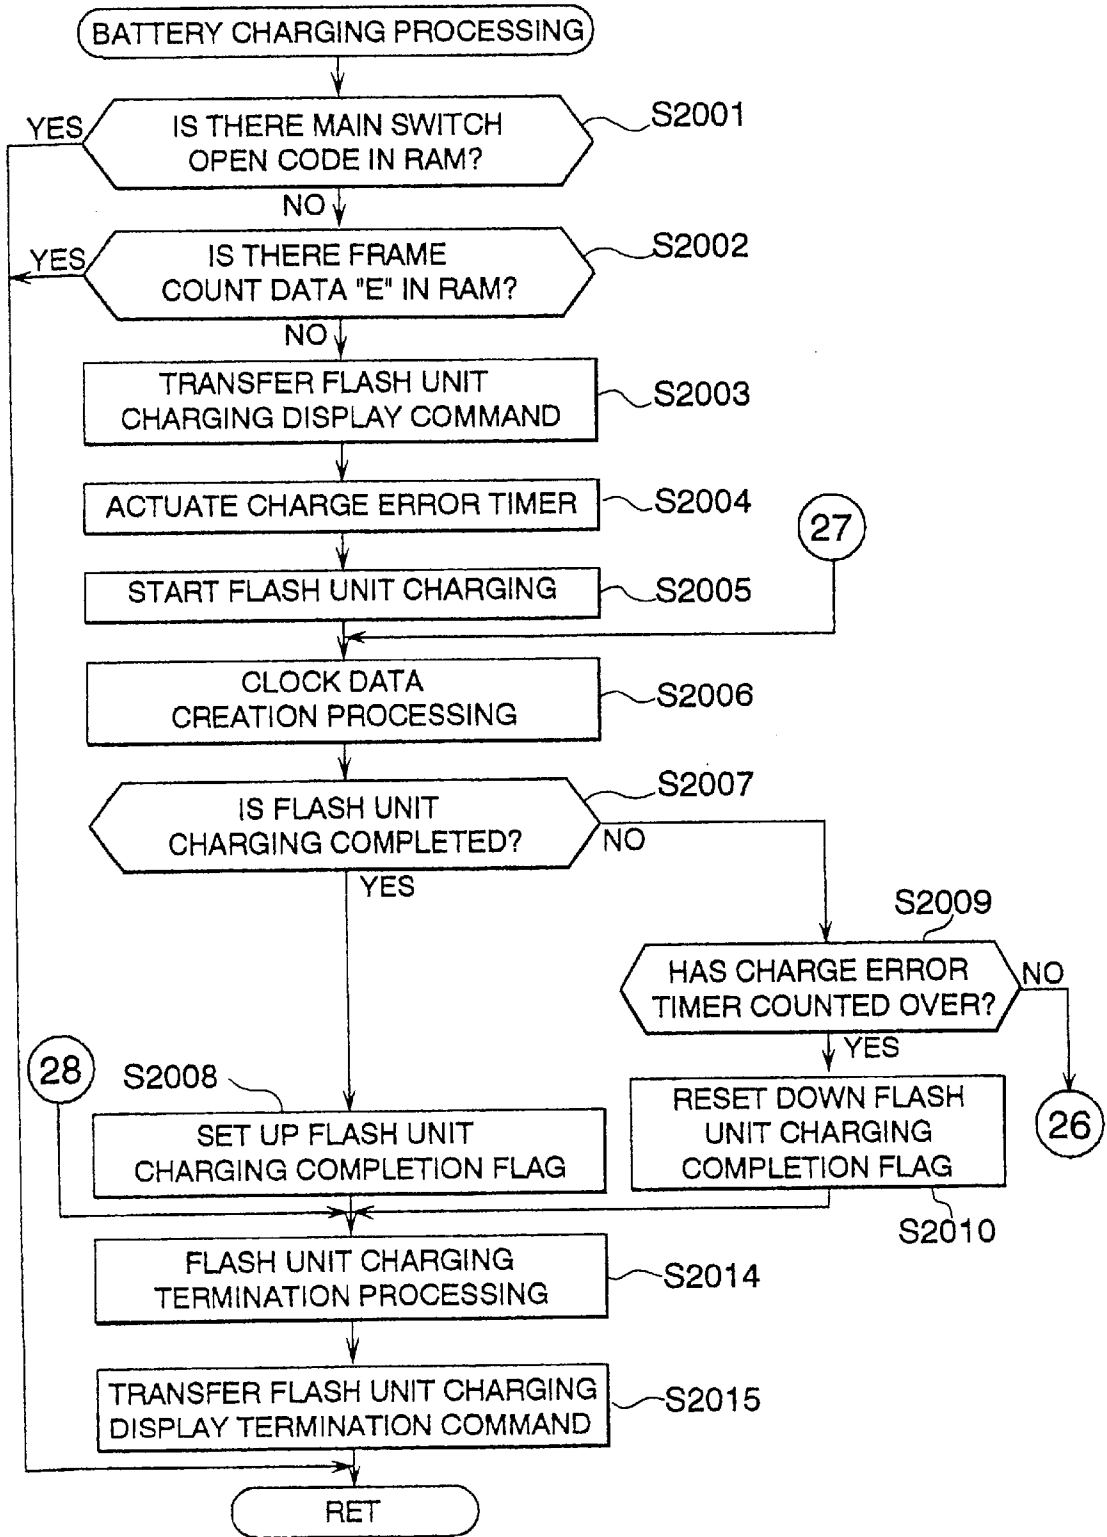 BATTERY CHARGING PROCESSING
S2001
YES
IS THERE MAIN SWITCH
OPEN CODE IN RAM?
NO
S2002
YES
IS THERE FRAME
COUNT DATA "E" IN RAM?
NO
TRANSFER FLASH UNIT
CHARGING DISPLAY COMMAND
S2003
ACTUATE CHARGE ERROR TIMER
S2004
27
START FLASH UNIT CHARGING
S2005
CLOCK DATA
CREATION PROCESSING
S2006
S2007
IS FLASH UNIT
CHARGING COMPLETED?
NO
YES
S2009
HAS CHARGE ERROR
TIMER COUNTED OVER?
NO
YES
28
S2008
RESET DOWN FLASH
UNIT CHARGING
COMPLETION FLAG
26
SET UP FLASH UNIT
CHARGING COMPLETION FLAG
S2010
FLASH UNIT CHARGING
TERMINATION PROCESSING
S2014
TRANSFER FLASH UNIT CHARGING
DISPLAY TERMINATION COMMAND
S2015
RET